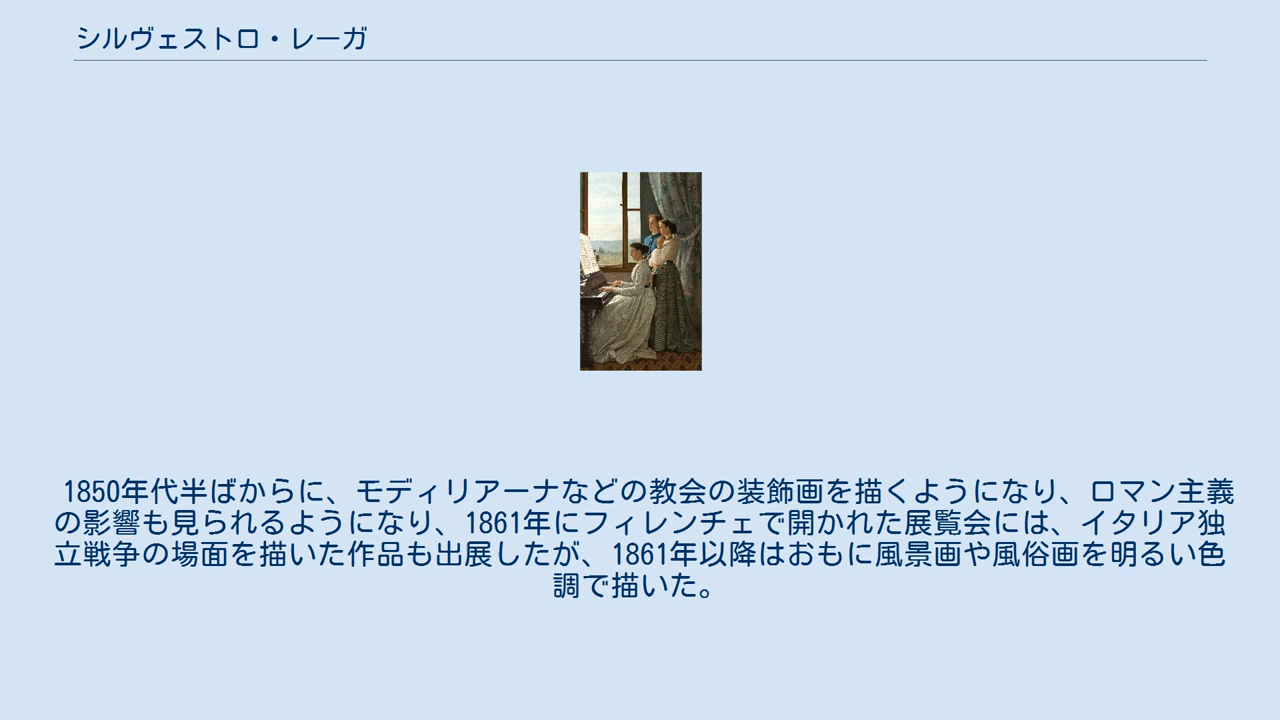 シルヴェストロ・レーガ
1850年代半ばからに、モディリアーナなどの教会の装飾画を描くようになり、ロマン主義
の影響も見られるようになり、1861年にフィレンチェで開かれた展覧会には、イタリア独
立戦争の場面を描いた作品も出展したが、1861年以降はおもに風景画や風俗画を明るい色
調で描いた。